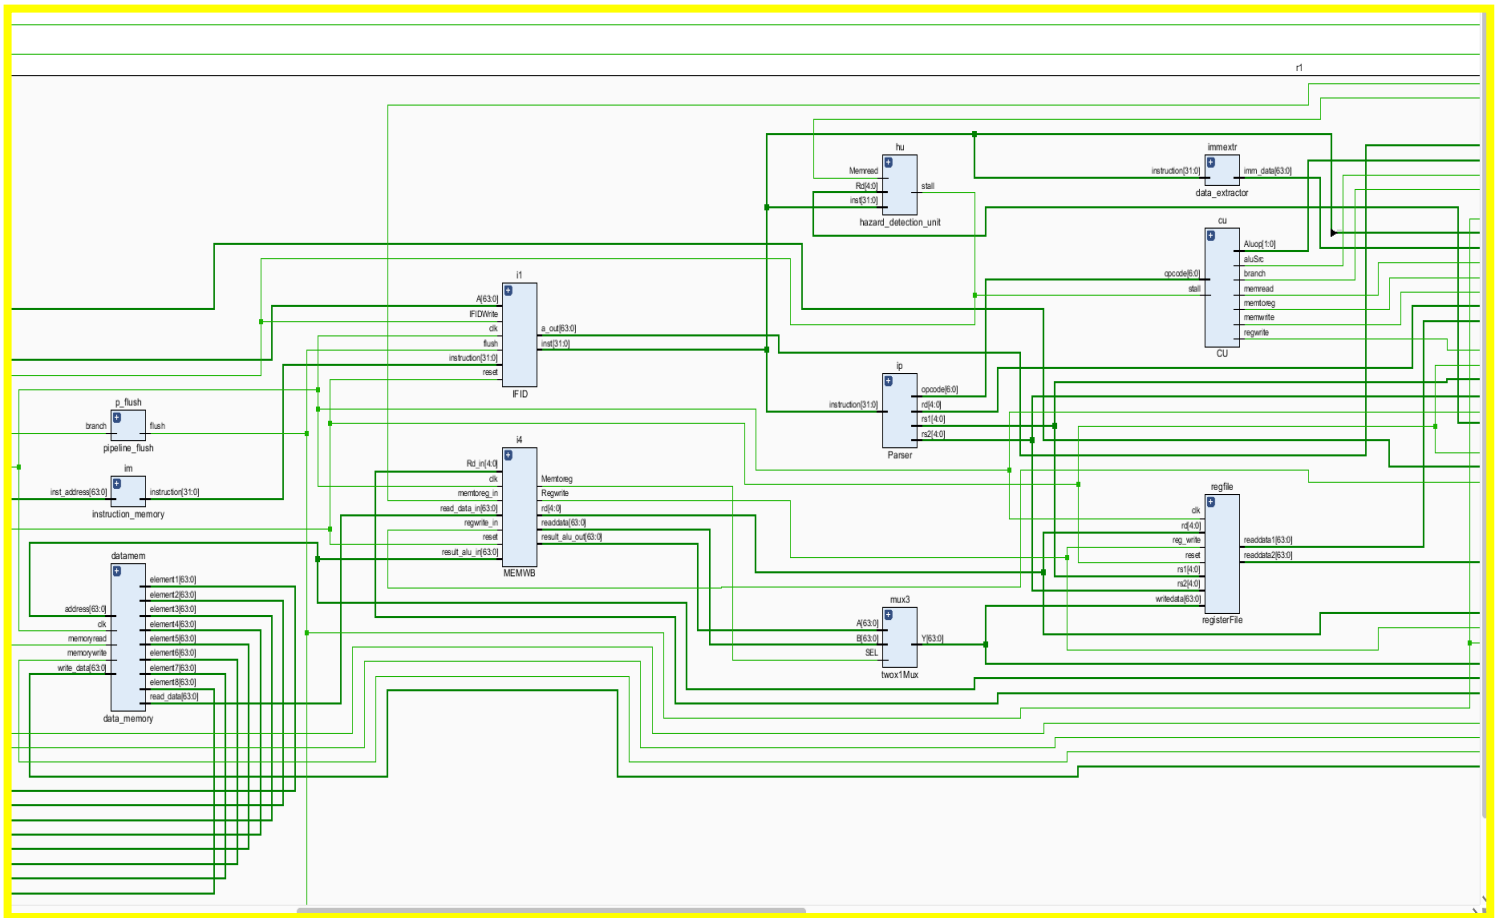 r1
hu
Memread
Rd[4:0]
inst[31:0]
stall
hazard_detection_unit
immextr
instruction[31:0]
imm_data[63:0]
data_extractor
cu
opcode[6:0]
stall
Aluop[1:0]
aluSrc
branch
memread
memtoreg
memwrite
regwrite
CU
i1
A[63:0]
IFIDWrite
clk
flush
instruction[31:0]
reset
a_out[63:0]
inst[31:0]
IFID
ip
instruction[31:0]
opcode[6:0]
rd[4:0]
rs1[4:0]
rs2[4:0]
Parser
p_flush
branch
flush
pipeline_flush
im
inst_address[63:0]
instruction[31:0]
instruction_memory
i4
Rd_in[4:0]
clk
memtoreg_in
read_data_in[63:0]
regwrite_in
reset
result_alu_in[63:0]
Memtoreg
Regwrite
rd[4:0]
readdata[63:0]
result_alu_out[63:0]
MEMWB
regfile
clk
rd[4:0]
reg_write
reset
rs1[4:0]
rs2[4:0]
writedata[63:0]
readdata1[63:0]
readdata2[63:0]
registerFile
datamem
address[63:0]
clk
memoryread
memorywrite
write_data[63:0]
element1[63:0]
element2[63:0]
element3[63:0]
element4[63:0]
element5[63:0]
element6[63:0]
element7[63:0]
element8[63:0]
read_data[63:0]
data_memory
mux3
A[63:0]
B[63:0]
SEL
Y[63:0]
twox1Mux